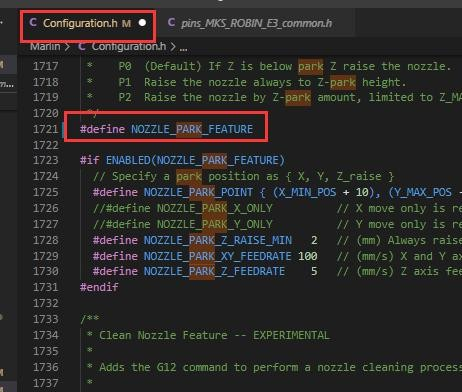 Configuration.h M
pins_MKS_ROBIN_E3_common.h
Marlin > C Configuration.h > ...
1717 * P0 (Default) If Z is below park Z raise the nozzle.
1718 * P1 Raise the nozzle always to Z-park height.
1719 * P2 Raise the nozzle by Z-park amount, limited to Z_MA
1720 */
1721 #define NOZZLE_PARK_FEATURE
1722
1723 #if ENABLED(NOZZLE_PARK_FEATURE)
1724 // Specify a park position as { X, Y, Z_raise }
1725 #define NOZZLE_PARK_POINT { (X_MIN_POS + 10), (Y_MAX_POS -
1726 //#define NOZZLE_PARK_X_ONLY // X move only is re
1727 //#define NOZZLE_PARK_Y_ONLY // Y move only is re
1728 #define NOZZLE_PARK_Z_RAISE_MIN 2 // (mm) Always raise
1729 #define NOZZLE_PARK_XY_FEEDRATE 100 // (mm/s) X and Y ax
1730 #define NOZZLE_PARK_Z_FEEDRATE 5 // (mm/s) Z axis fee
1731 #endif
1732
1733 /**
1734 * Clean Nozzle Feature -- EXPERIMENTAL
1735 *
1736 * Adds the G12 command to perform a nozzle cleaning process
1737 *